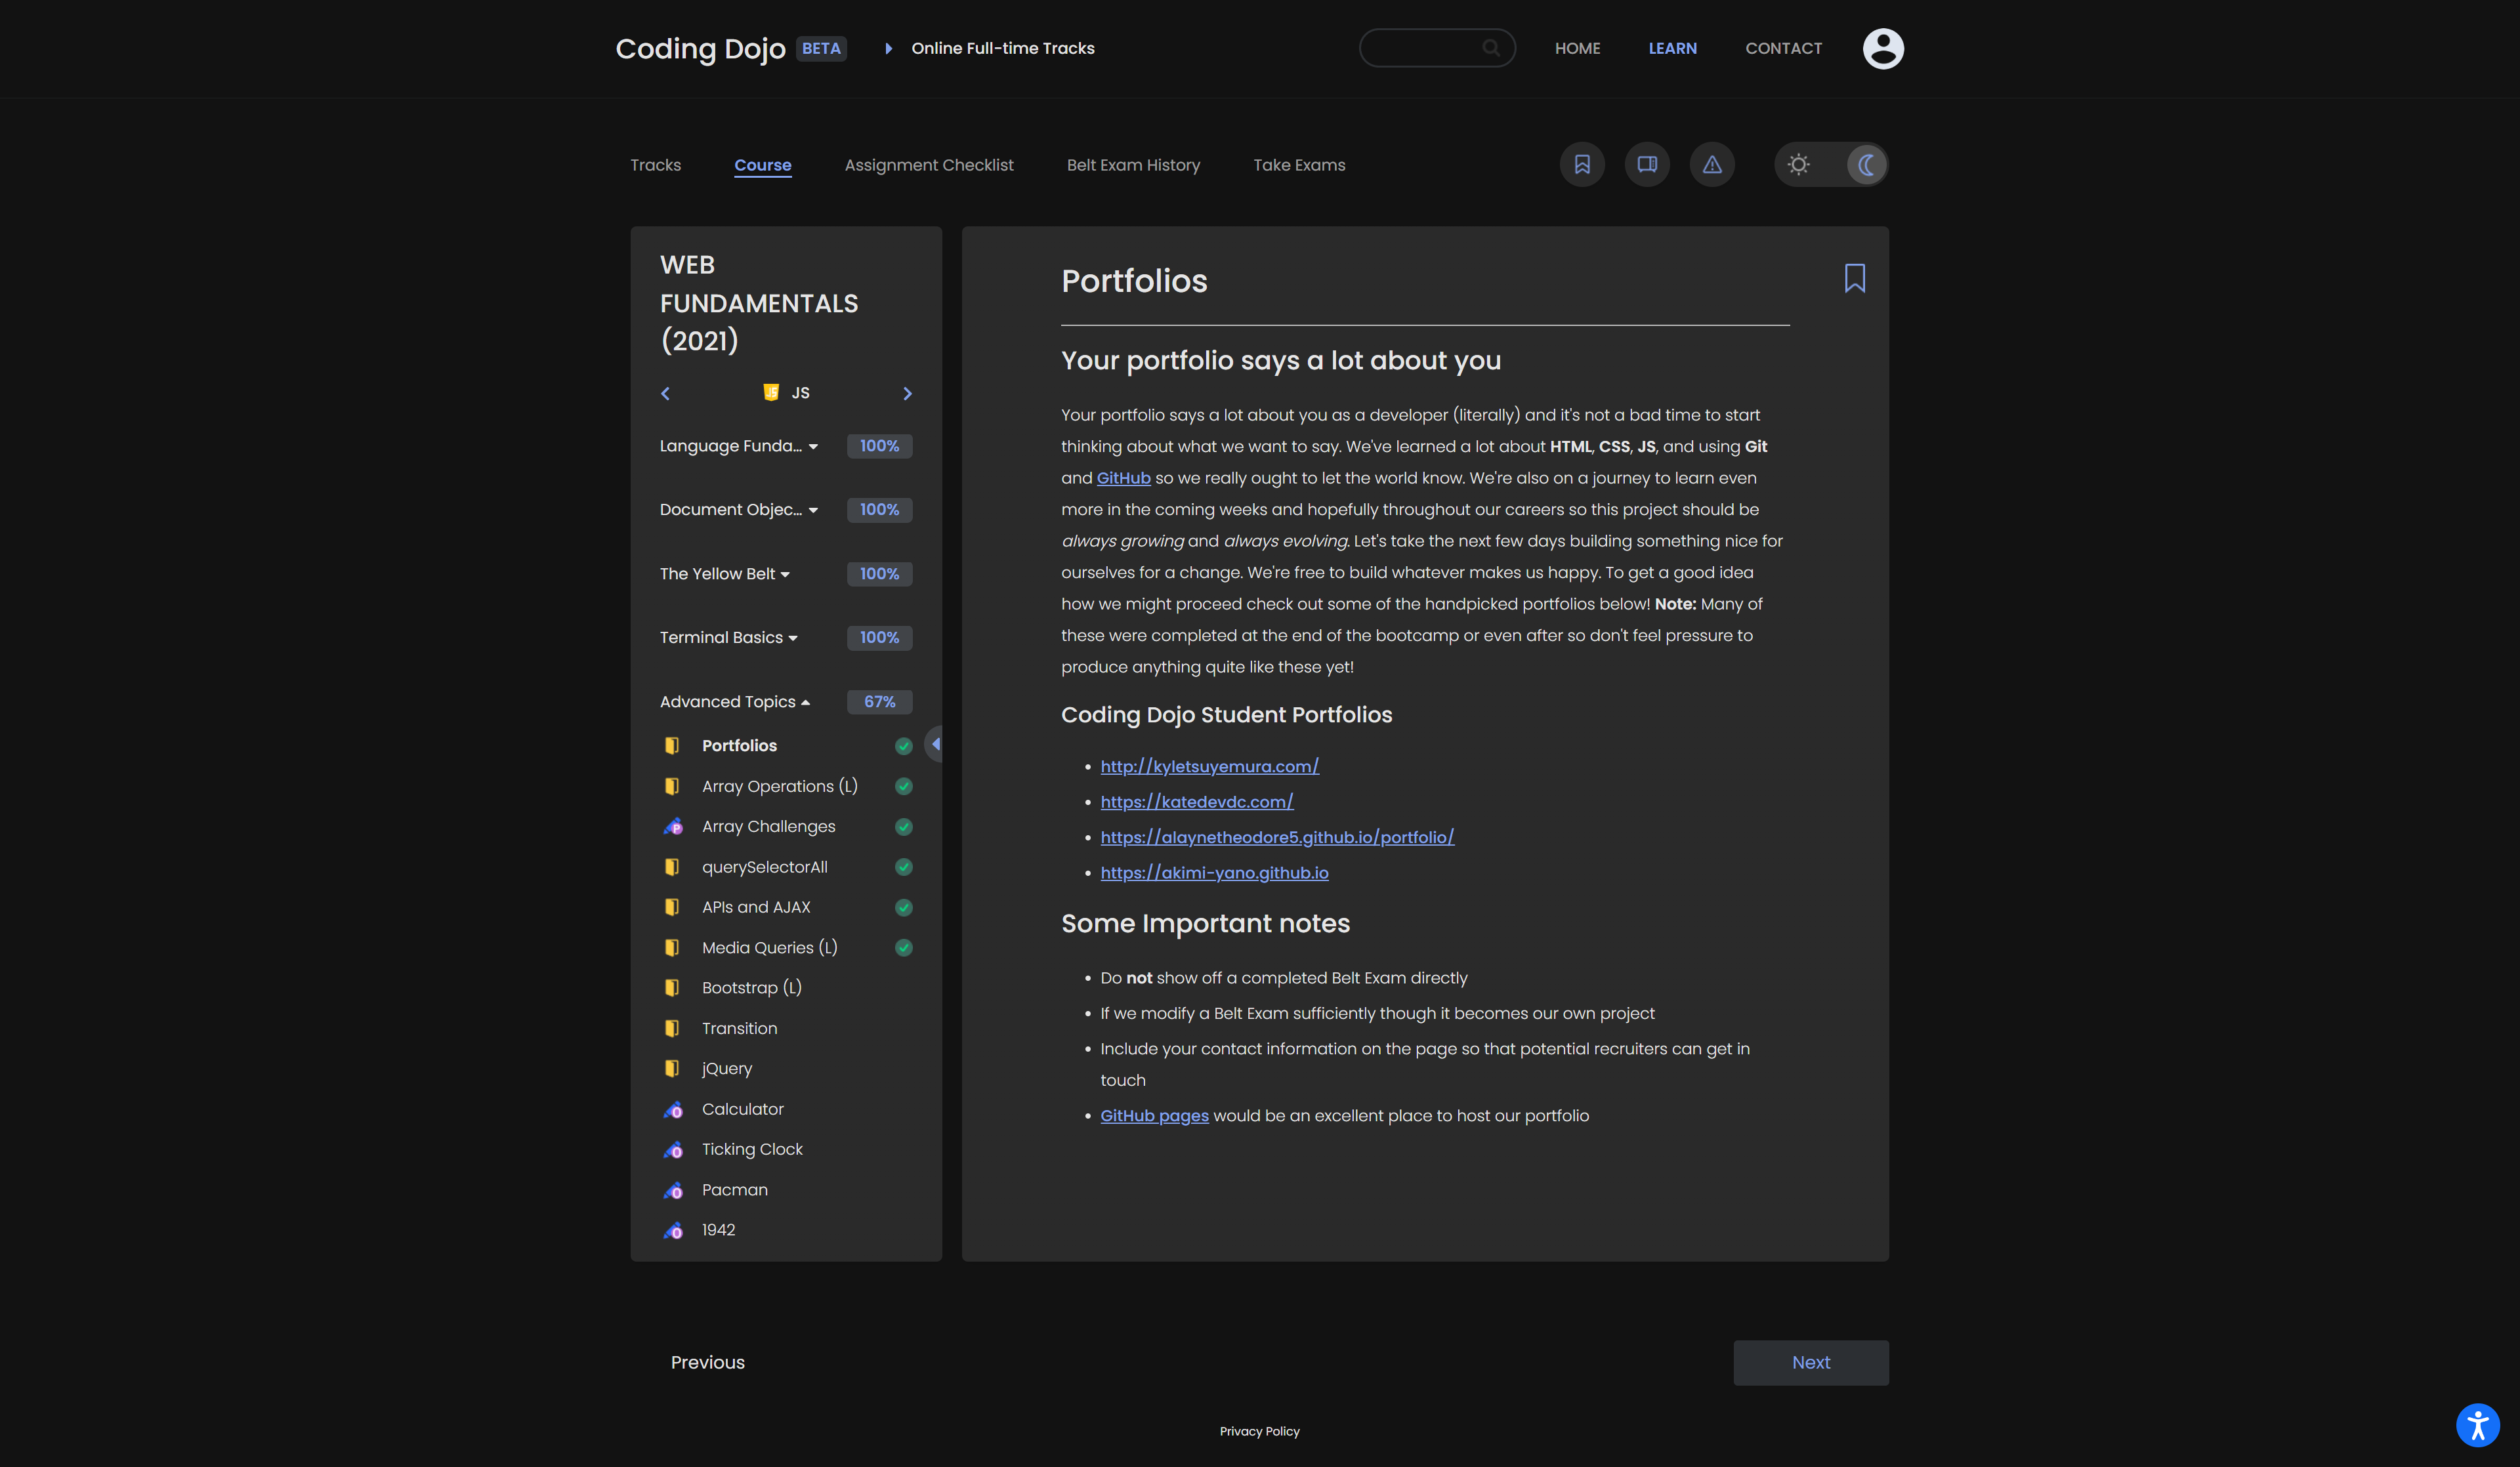 Coding Dojo BETA Online Full-time Tracks HOME LEARN CONTACT
Tracks Course Assignment Checklist Belt Exam History Take Exams
WEB
FUNDAMENTALS
(2021)
JS
Language Funda... 100%
Document Objec... 100%
The Yellow Belt 100%
Terminal Basics 100%
Advanced Topics 67%
Portfolios
Array Operations (L)
P Array Challenges
querySelectorAll
APIs and AJAX
Media Queries (L)
Bootstrap (L)
Transition
jQuery
O Calculator
O Ticking Clock
O Pacman
O 1942
Portfolios
Your portfolio says a lot about you
Your portfolio says a lot about you as a developer (literally) and it's not a bad time to start
thinking about what we want to say. We've learned a lot about HTML, CSS, JS, and using Git
and GitHub so we really ought to let the world know. We're also on a journey to learn even
more in the coming weeks and hopefully throughout our careers so this project should be
always growing and always evolving. Let's take the next few days building something nice for
ourselves for a change. We're free to build whatever makes us happy. To get a good idea
how we might proceed check out some of the handpicked portfolios below! Note: Many of
these were completed at the end of the bootcamp or even after so don't feel pressure to
produce anything quite like these yet!
Coding Dojo Student Portfolios
• http://kyletsuyemura.com/
• https://katedevdc.com/
• https://alaynetheodore5.github.io/portfolio/
• https://akimi-yano.github.io
Some Important notes
• Do not show off a completed Belt Exam directly
• If we modify a Belt Exam sufficiently though it becomes our own project
• Include your contact information on the page so that potential recruiters can get in
touch
• GitHub pages would be an excellent place to host our portfolio
Previous Next
Privacy Policy